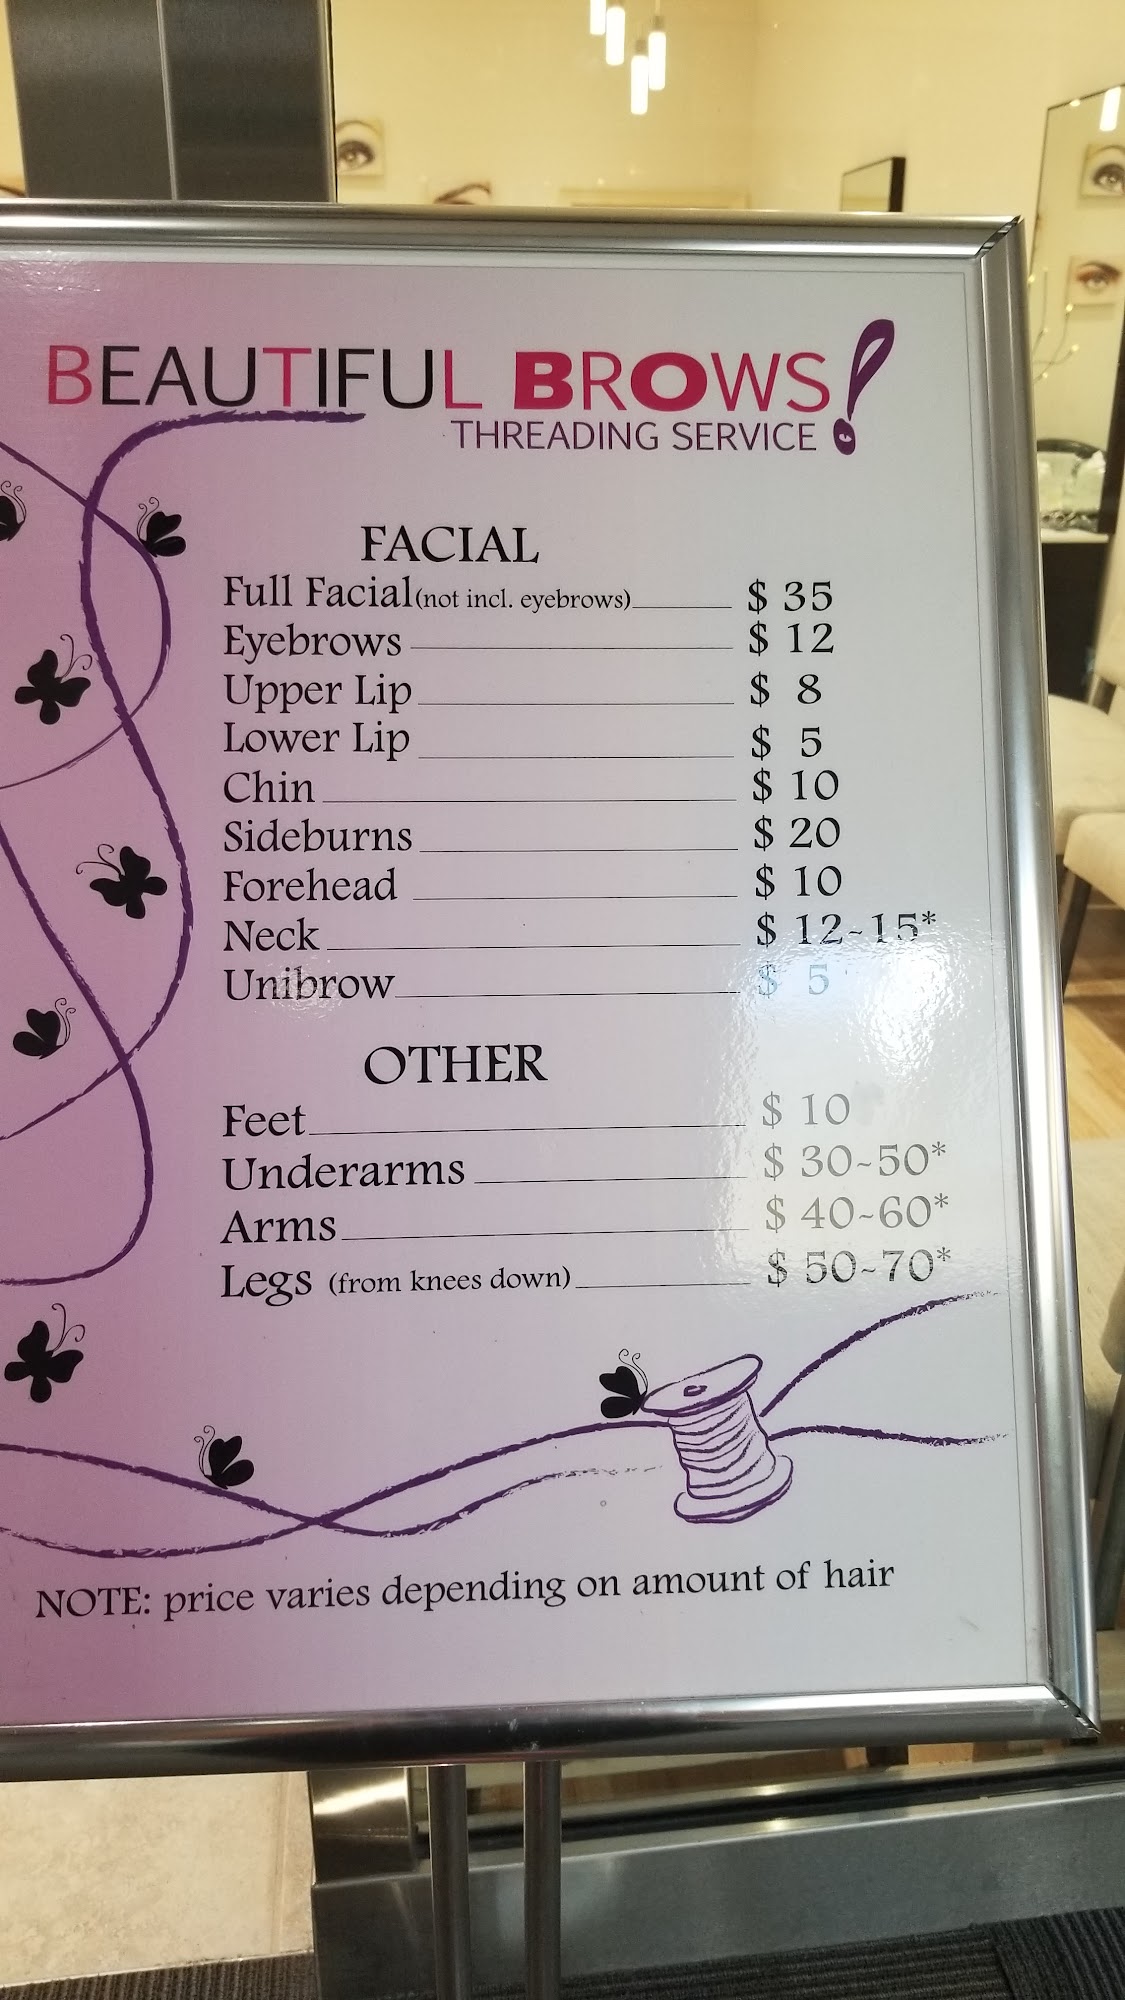 BEAUTIFUL BROWS!
THREADING SERVICE
FACIAL
Full Facial (not incl. eyebrows) $ 35
Eyebrows $ 12
Upper Lip $ 8
Lower Lip $ 5
Chin $ 10
Sideburns $ 20
Forehead $ 10
Neck $ 12~15*
Unibrow $ 5
OTHER
Feet $ 10
Underarms $ 30~50*
Arms $ 40~60*
Legs (from knees down) $ 50~70*
NOTE: price varies depending on amount of hair